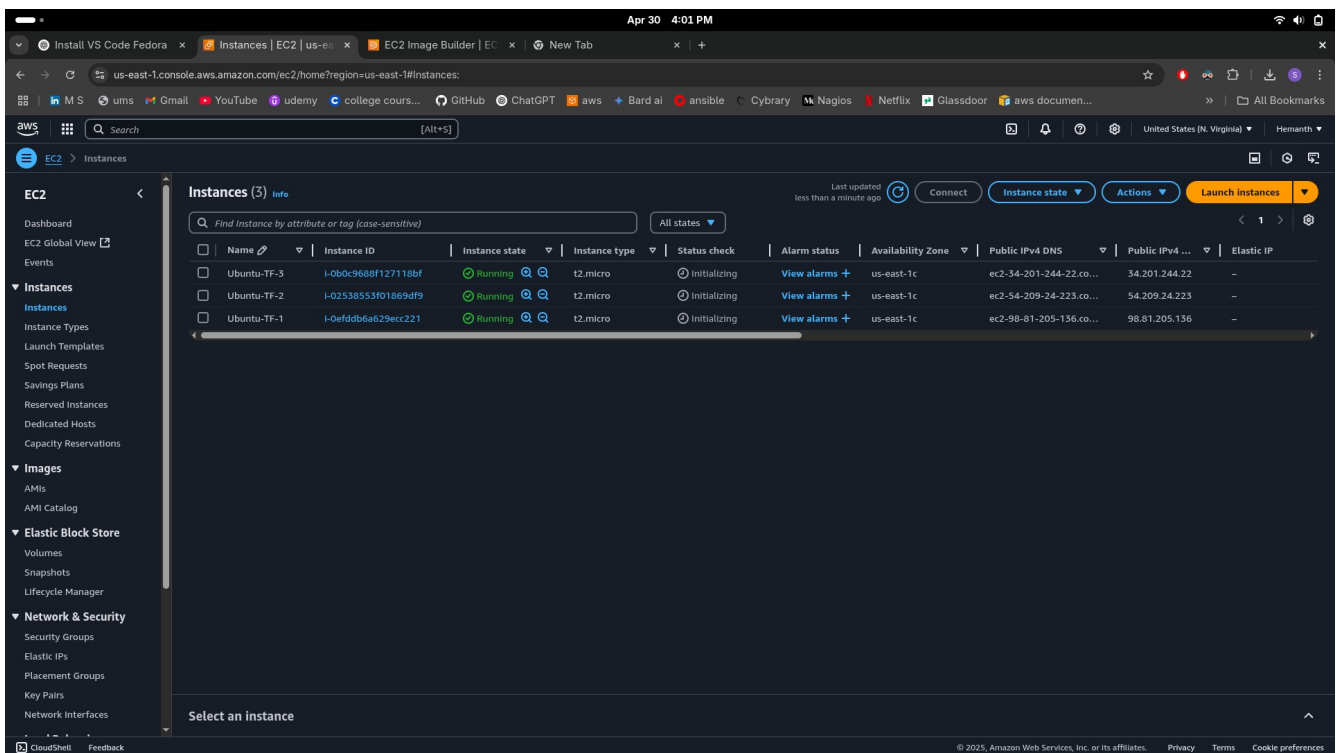 Apr 30 4:01 PM
Install VS Code Fedora
Instances | EC2 | us-ea
EC2 Image Builder | EC
New Tab
us-east-1.console.aws.amazon.com/ec2/home?region=us-east-1#Instances:
M S ums Gmail YouTube udemy college cours... GitHub ChatGPT aws Bard ai ansible Cybrary Nagios Netflix Glassdoor aws documen... » All Bookmarks
aws Search [Alt+S] United States (N. Virginia) Hemanth
EC2 > Instances
EC2
Dashboard
EC2 Global View
Events
Instances
Instances
Instance Types
Launch Templates
Spot Requests
Savings Plans
Reserved Instances
Dedicated Hosts
Capacity Reservations
Images
AMIs
AMI Catalog
Elastic Block Store
Volumes
Snapshots
Lifecycle Manager
Network & Security
Security Groups
Elastic IPs
Placement Groups
Key Pairs
Network Interfaces
Instances (3) Info
Last updated
less than a minute ago
Connect
Instance state
Actions
Launch instances
Find Instance by attribute or tag (case-sensitive)
All states
1
Name Instance ID Instance state Instance type Status check Alarm status Availability Zone Public IPv4 DNS Public IPv4 ... Elastic IP
Ubuntu-TF-3 i-0b0c9688f127118bf Running t2.micro Initializing View alarms + us-east-1c ec2-34-201-244-22.co... 34.201.244.22 –
Ubuntu-TF-2 i-02538553f01869df9 Running t2.micro Initializing View alarms + us-east-1c ec2-54-209-24-223.co... 54.209.24.223 –
Ubuntu-TF-1 i-0efddb6a629ecc221 Running t2.micro Initializing View alarms + us-east-1c ec2-98-81-205-136.co... 98.81.205.136 –
Select an instance
CloudShell Feedback
© 2025, Amazon Web Services, Inc. or its affiliates. Privacy Terms Cookie preferences